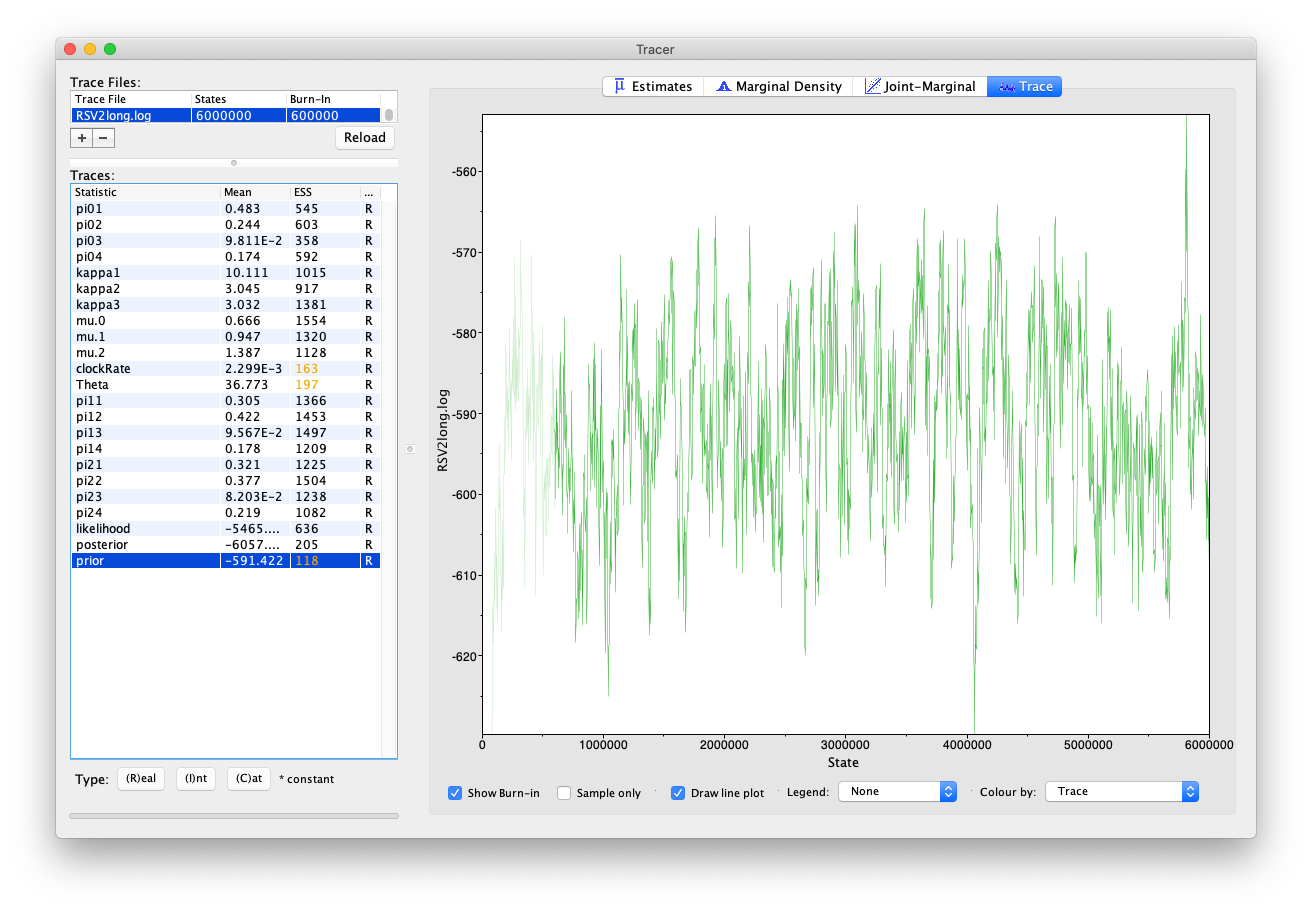 Tracer
Trace Files:
Trace File States Burn-In
RSV2long.log 6000000 600000
+ − Reload
Traces:
Statistic Mean ESS ...
pi01 0.483 545 R
pi02 0.244 603 R
pi03 9.811E-2 358 R
pi04 0.174 592 R
kappa1 10.111 1015 R
kappa2 3.045 917 R
kappa3 3.032 1381 R
mu.0 0.666 1554 R
mu.1 0.947 1320 R
mu.2 1.387 1128 R
clockRate 2.299E-3 163 R
Theta 36.773 197 R
pi11 0.305 1366 R
pi12 0.422 1453 R
pi13 9.567E-2 1497 R
pi14 0.178 1209 R
pi21 0.321 1225 R
pi22 0.377 1504 R
pi23 8.203E-2 1238 R
pi24 0.219 1082 R
likelihood -5465.... 636 R
posterior -6057.... 205 R
prior -591.422 118 R
Type: (R)eal (I)nt (C)at * constant
μ Estimates Marginal Density Joint-Marginal Trace
RSV2long.log
-560
-570
-580
-590
-600
-610
-620
0 1000000 2000000 3000000 4000000 5000000 6000000
State
Show Burn-in Sample only Draw line plot Legend: None Colour by: Trace